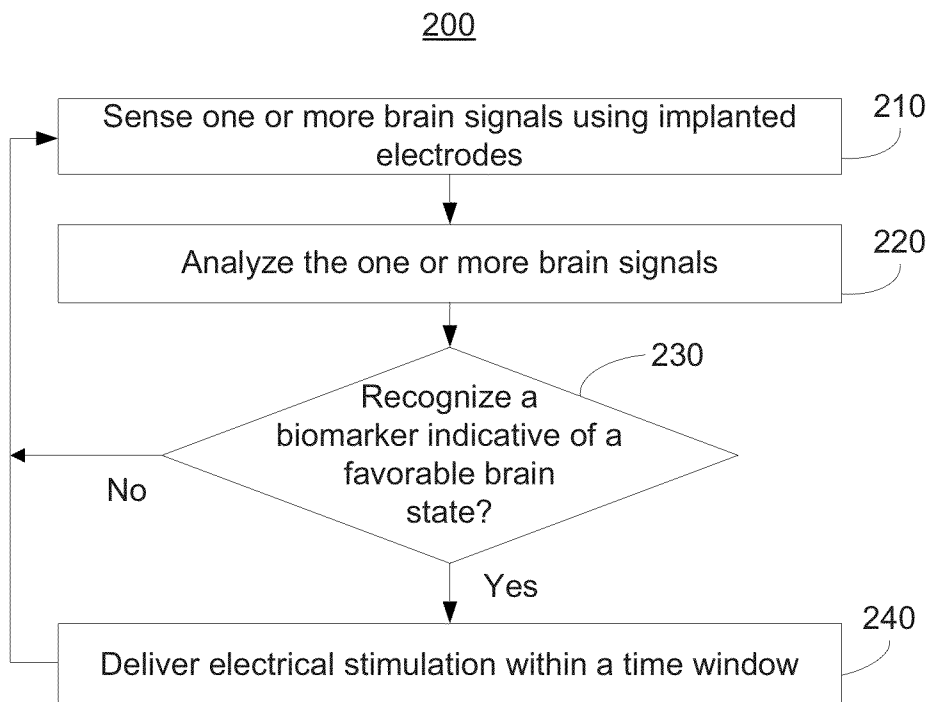 200
Sense one or more brain signals using implanted
electrodes
210
Analyze the one or more brain signals
220
230
Recognize a
biomarker indicative of a
favorable brain
state?
No
Yes
240
Deliver electrical stimulation within a time window